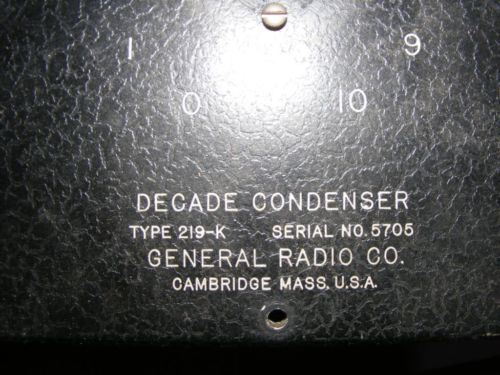 1 9
0 10
DECADE CONDENSER
TYPE 219-K SERIAL NO. 5705
GENERAL RADIO CO.
CAMBRIDGE MASS. U.S.A.